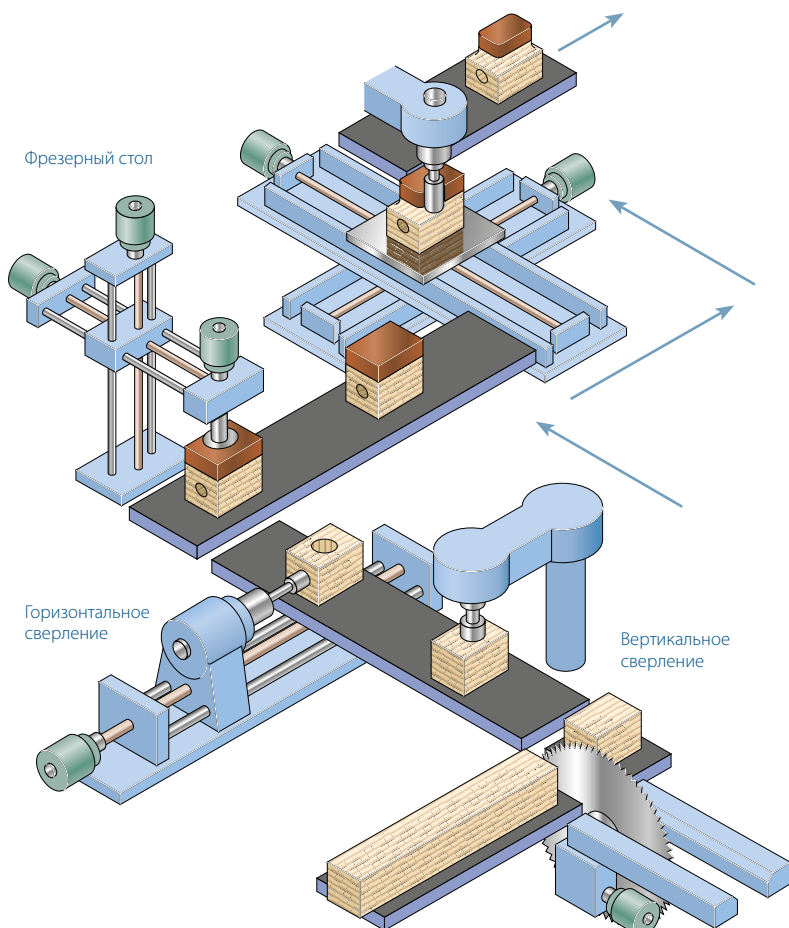 Фрезерный стол
Горизонтальное
сверление
Вертикальное
сверление